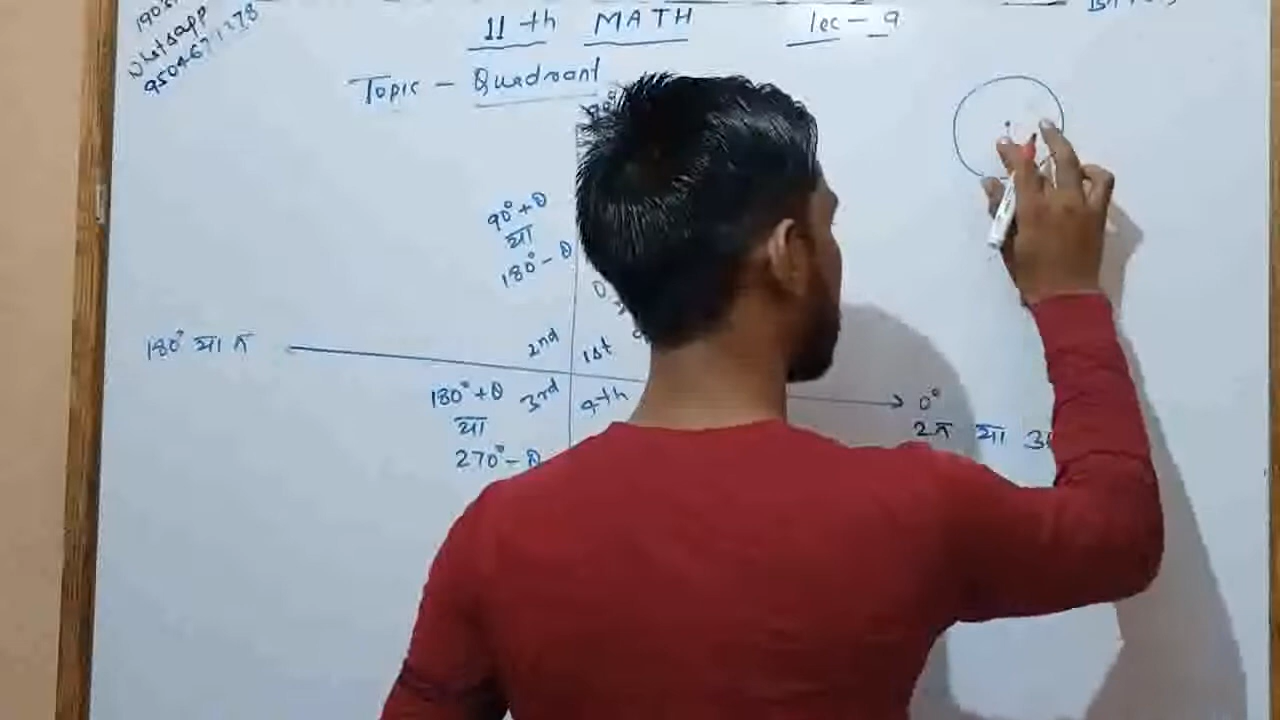 Whatsapp
11-th MATH lec-9
Topic - Quadrant
90°+θ
या
180°-θ
2nd 1st
180° या π
3rd 4th
180°+θ
या
270°-θ
0°
2π या